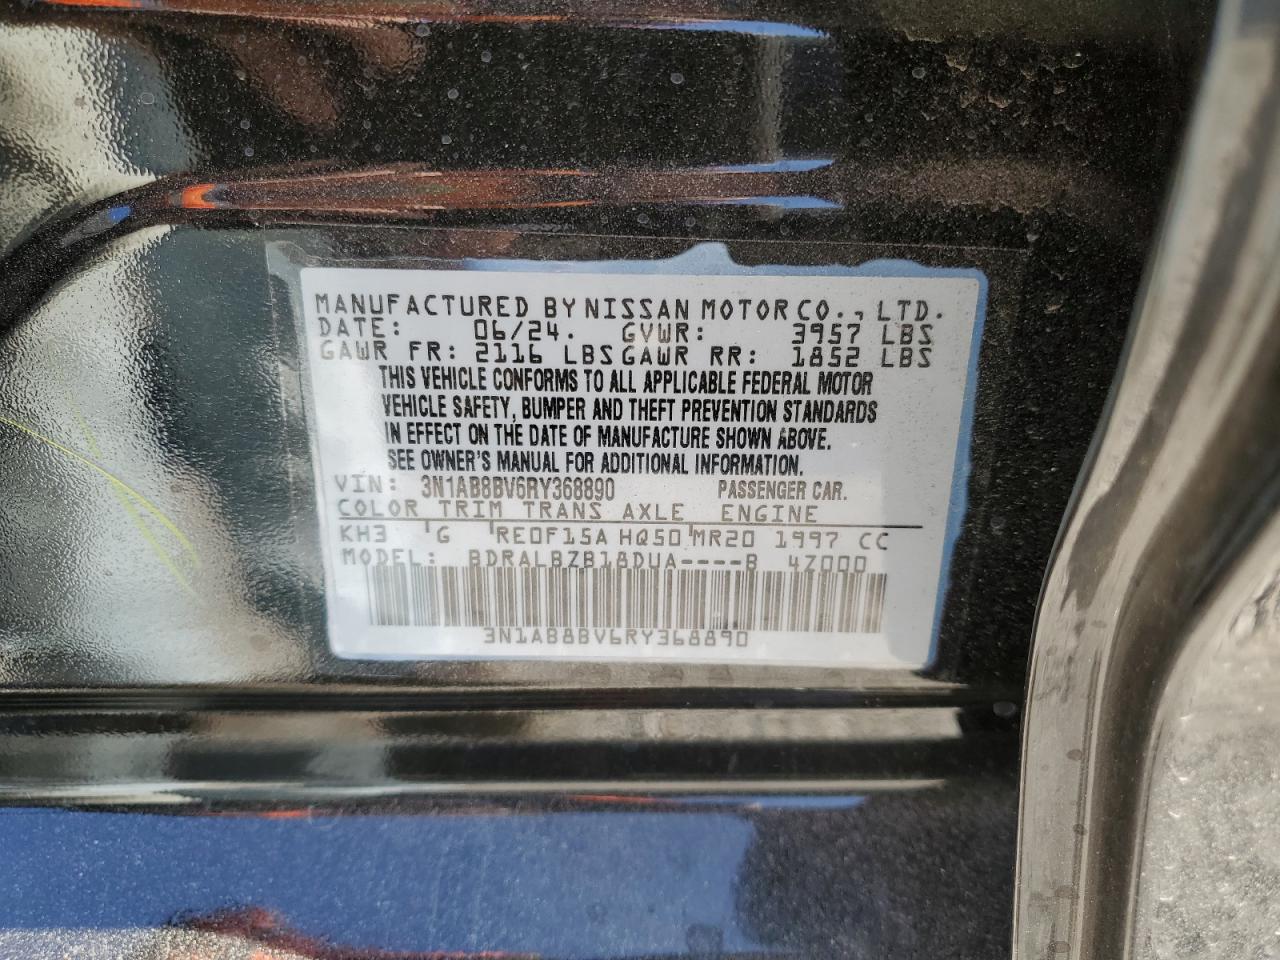 MANUFACTURED BY NISSAN MOTOR CO., LTD.
DATE: 06/24. GVWR: 3957 LBS
GAWR FR: 2116 LBS GAWR RR: 1852 LBS
THIS VEHICLE CONFORMS TO ALL APPLICABLE FEDERAL MOTOR
VEHICLE SAFETY, BUMPER AND THEFT PREVENTION STANDARDS
IN EFFECT ON THE DATE OF MANUFACTURE SHOWN ABOVE.
SEE OWNER'S MANUAL FOR ADDITIONAL INFORMATION.
VIN: 3N1AB8BV6RY368890 PASSENGER CAR.
COLOR TRIM TRANS AXLE ENGINE
KH3 G RE0F15A HQ50 MR20 1997 CC
MODEL: BDRALBZB18DUA----B 4Z000
3N1AB8BV6RY368890